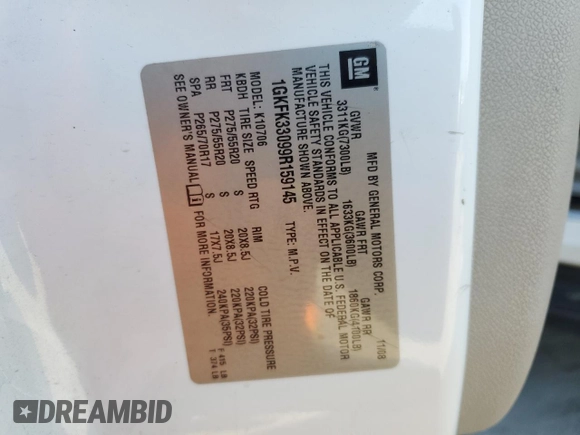 GM
MFD BY GENERAL MOTORS CORP. 11/08
GVWR GAWR FRT GAWR RR
3311KG(7300LB) 1633KG(3600LB) 1860KG(4100LB)
THIS VEHICLE CONFORMS TO ALL APPLICABLE U.S. FEDERAL MOTOR
VEHICLE SAFETY STANDARDS IN EFFECT ON THE DATE OF
MANUFACTURE SHOWN ABOVE.
1GKFK33099R159145 TYPE: M.P.V.
MODEL: K10706
KBDH TIRE SIZE SPEED RTG RIM COLD TIRE PRESSURE
FRT P275/55R20 S 20X8.5J 220KPA(32PSI)
RR P275/55R20 S 20X8.5J 220KPA(32PSI)
SPA P265/70R17 S 17X7.5J 240KPA(35PSI)
SEE OWNER'S MANUAL
DREAMBID